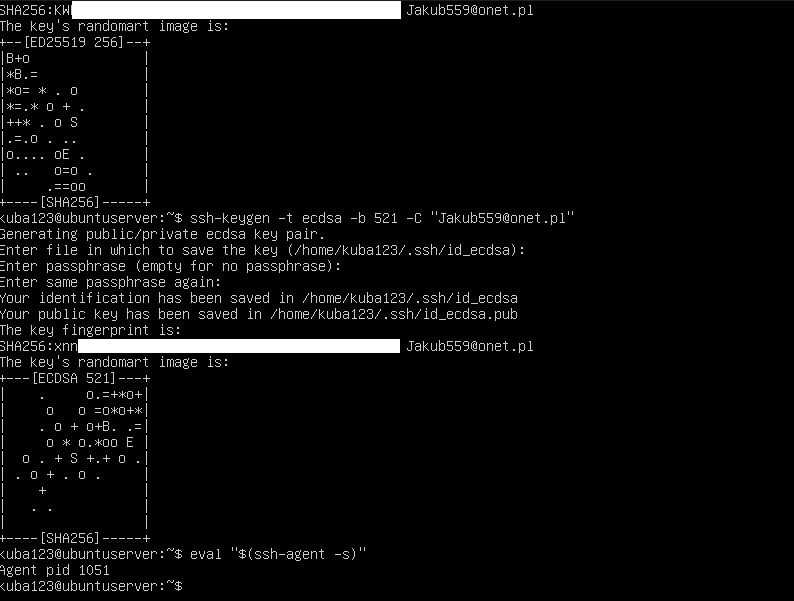 SHA256:KW Jakub559@onet.pl
The key's randomart image is:
+--[ED25519 256]--+
|B+o              |
|*B.=             |
|*o= * . o        |
|*=.* o + .       |
|++* . o S        |
|.=.o . ..        |
|o.... oE .       |
| ..   o=o .      |
|     .==oo       |
+----[SHA256]-----+
kuba123@ubuntuserver:~$ ssh-keygen -t ecdsa -b 521 -C "Jakub559@onet.pl"
Generating public/private ecdsa key pair.
Enter file in which to save the key (/home/kuba123/.ssh/id_ecdsa):
Enter passphrase (empty for no passphrase):
Enter same passphrase again:
Your identification has been saved in /home/kuba123/.ssh/id_ecdsa
Your public key has been saved in /home/kuba123/.ssh/id_ecdsa.pub
The key fingerprint is:
SHA256:xnn Jakub559@onet.pl
The key's randomart image is:
+---[ECDSA 521]---+
|    .     o.=+*o+|
|     o   o =o*o+*|
|    . o + o+B. .=|
|     o * o.*oo E |
|  o . + S +.+ o .|
| . o + . o .     |
|    +            |
|   . .           |
|                 |
+----[SHA256]-----+
kuba123@ubuntuserver:~$ eval "$(ssh-agent -s)"
Agent pid 1051
kuba123@ubuntuserver:~$